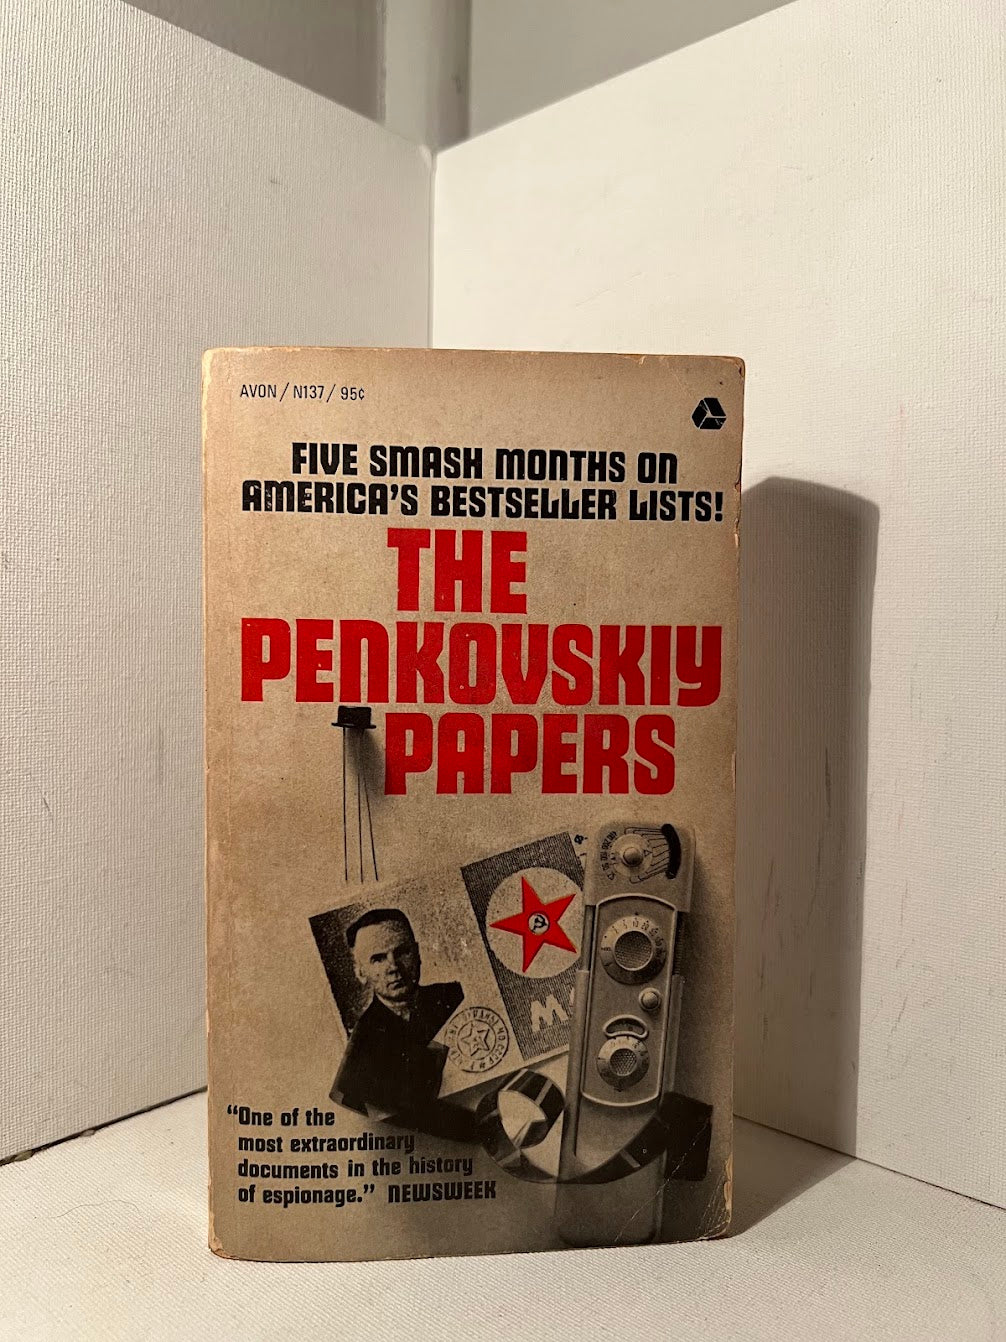 AVON / N137 / 95¢
FIVE SMASH MONTHS ON
AMERICA'S BESTSELLER LISTS!
THE
PENKOVSKIY
PAPERS
"One of the
most extraordinary
documents in the history
of espionage." NEWSWEEK